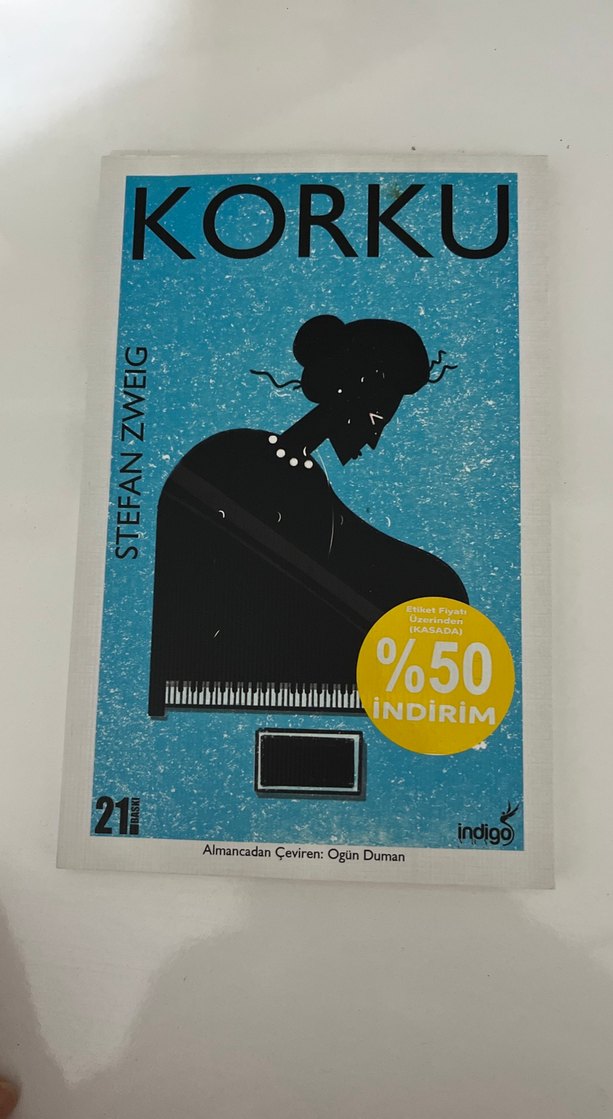 KORKU
STEFAN ZWEIG
Etiket Fiyatı
Üzerinden
(KASADA)
%50
İNDİRİM
21.
BASKI
indigo
Almancadan Çeviren: Ogün Duman